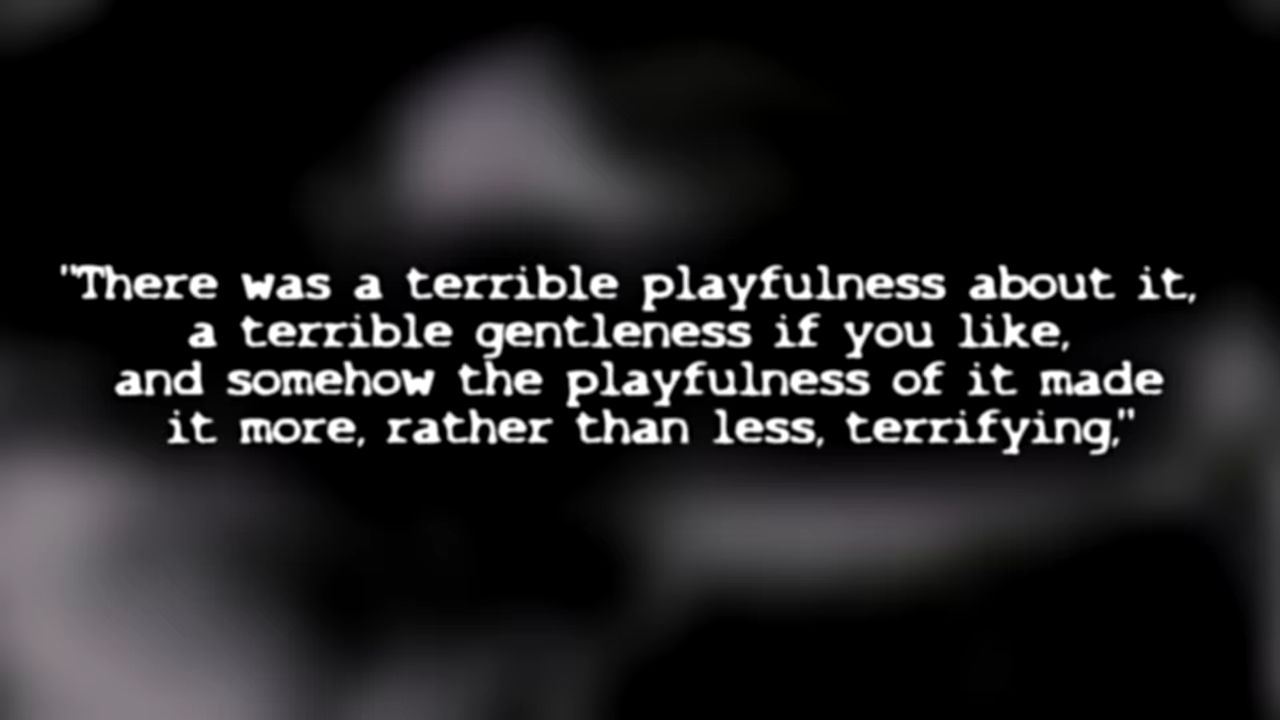 "There was a terrible playfulness about it,
a terrible gentleness if you like,
and somehow the playfulness of it made
it more, rather than less, terrifying,"